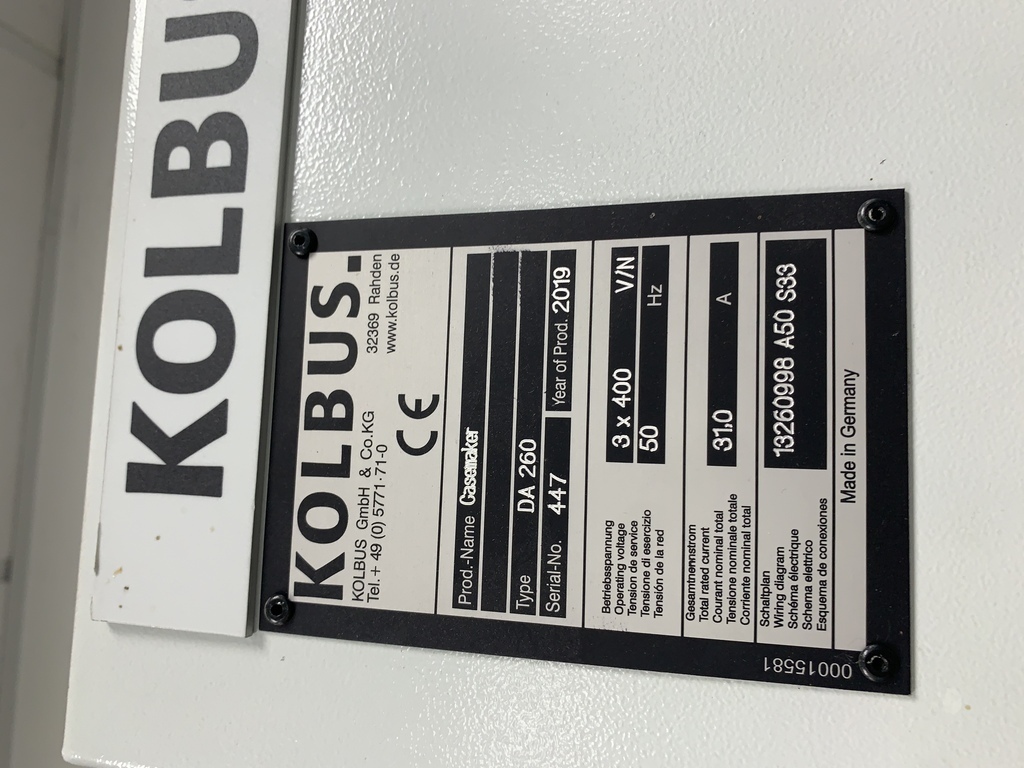 KOLBUS
KOLBUS.
KOLBUS GmbH & Co.KG
32369 Rahden
Tel.+ 49 (0) 5771·71-0
www.kolbus.de
CE
Prod.-Name Casemaker
Type DA 260
Serial-No. 447 Year of Prod. 2019
Betriebsspannung
Operating voltage
Tension de service
Tensione di esercizio
Tensión de la red
3 x 400 V/N
50 Hz
Gesamtnennstrom
Total rated current
Courant nominal total
Tensione nominale totale
Corriente nominal total
31.0 A
Schaltplan
Wiring diagram
Schéma électrique
Schema elettrico
Esquema de conexiones
13260998 A50 S33
Made in Germany
00015581